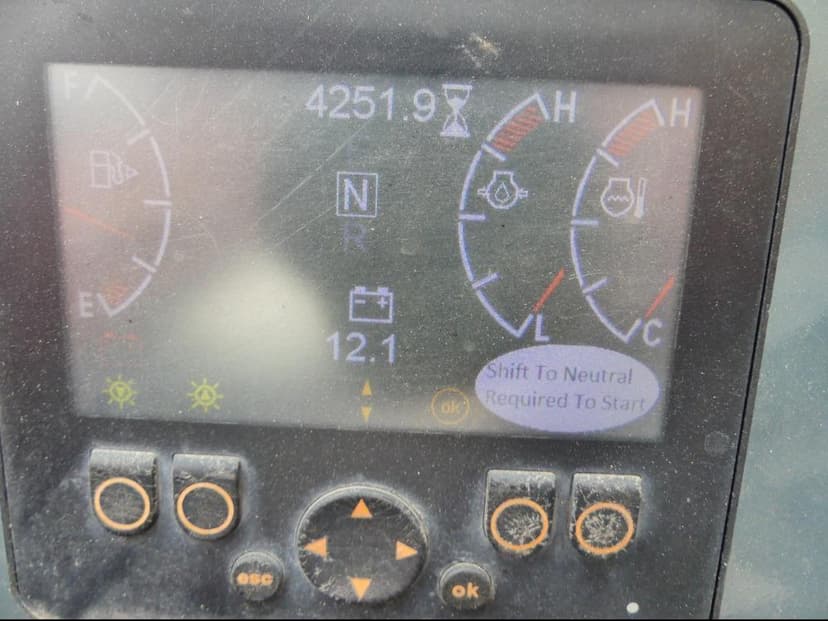 F
4251.9
H
H
N
R
E
12.1
L
C
Shift To Neutral
Required To Start
ok
esc
ok